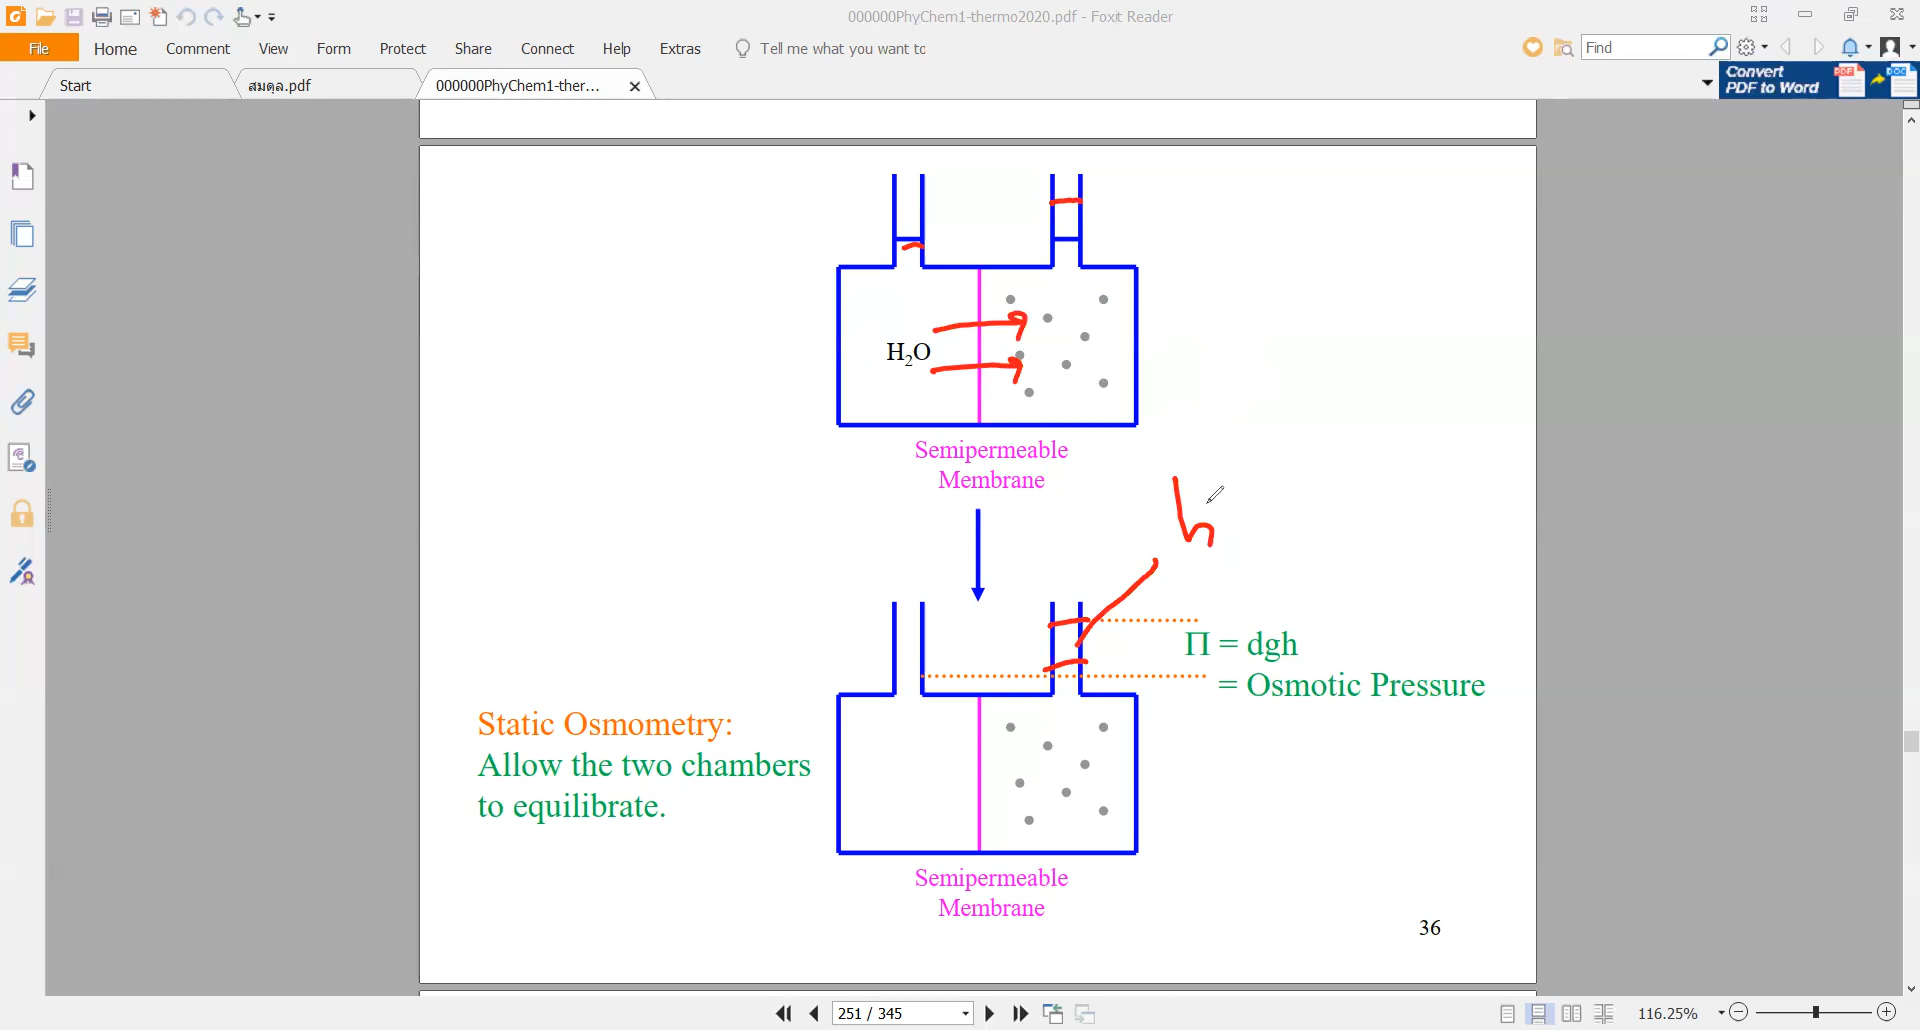 000000PhyChem1-thermo2020.pdf - Foxit Reader
File Home Comment View Form Protect Share Connect Help Extras Tell me what you want to Find
Start สมดุล.pdf 000000PhyChem1-ther...
Convert
PDF to Word
PDF DOC
H₂O
Semipermeable
Membrane
h
Π = dgh
= Osmotic Pressure
Static Osmometry:
Allow the two chambers
to equilibrate.
Semipermeable
Membrane
36
251 / 345 116.25%